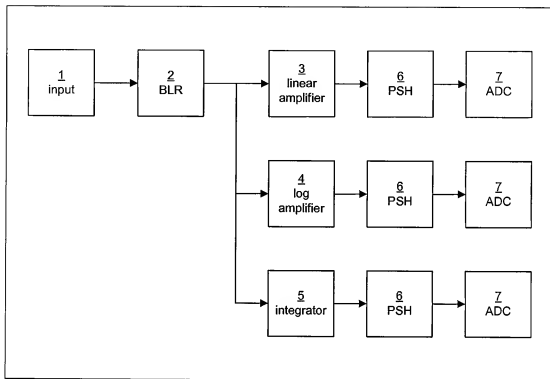 1
input
2
BLR
3
linear
amplifier
6
PSH
7
ADC
4
log
amplifier
6
PSH
7
ADC
5
integrator
6
PSH
7
ADC